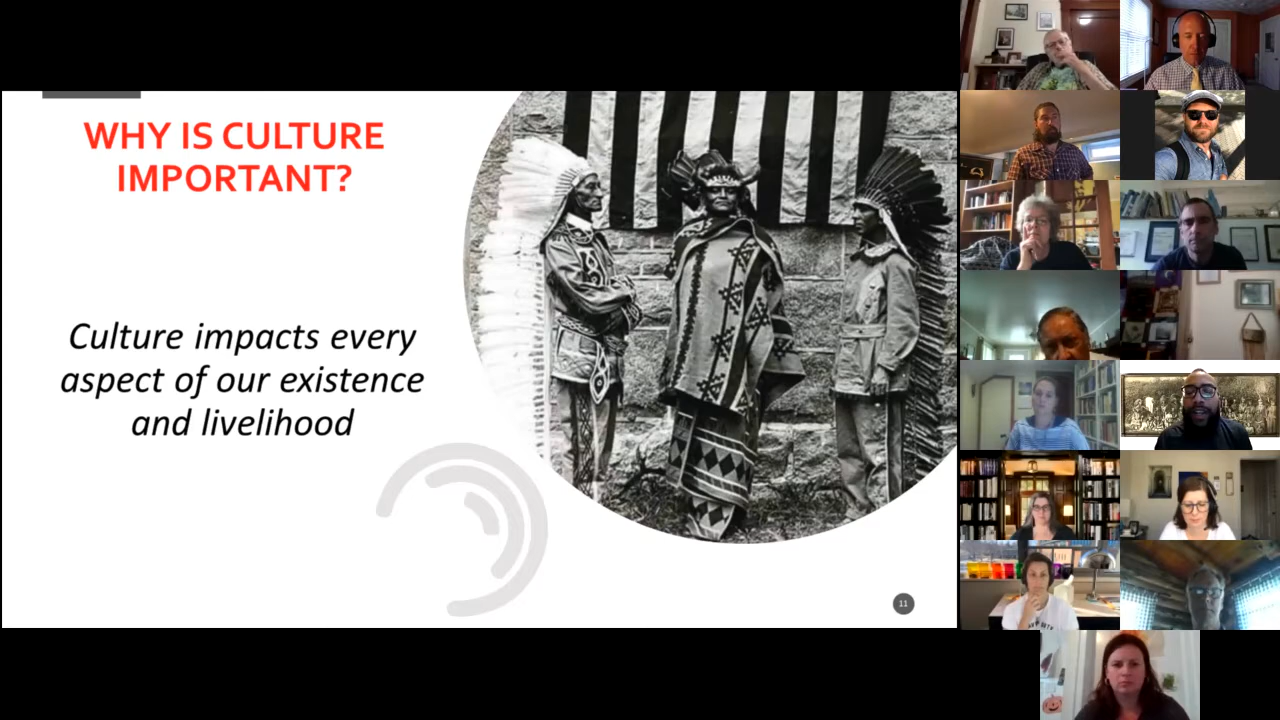 WHY IS CULTURE
IMPORTANT?
Culture impacts every
aspect of our existence
and livelihood
11